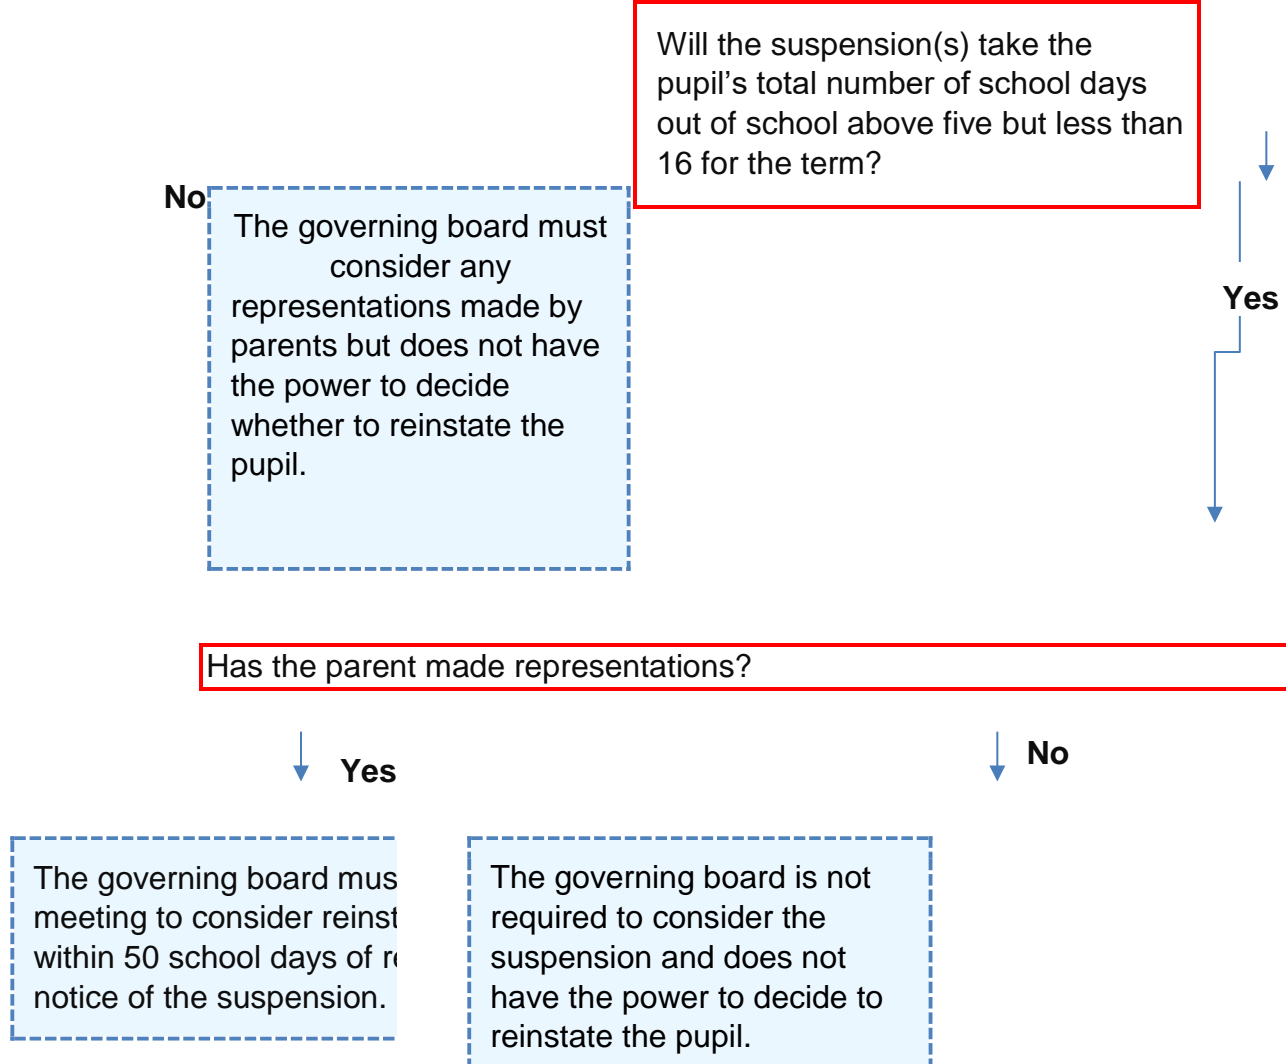 Will the suspension(s) take the
pupil’s total number of school days
out of school above five but less than
16 for the term?
No
The governing board must
consider any
representations made by
parents but does not have
the power to decide
whether to reinstate the
pupil.
Yes
Has the parent made representations?
Yes
No
The governing board
meeting to consider
within 50 school days of
notice of the suspension.
The governing board is not
required to consider the
suspension and does not
have the power to decide to
reinstate the pupil.